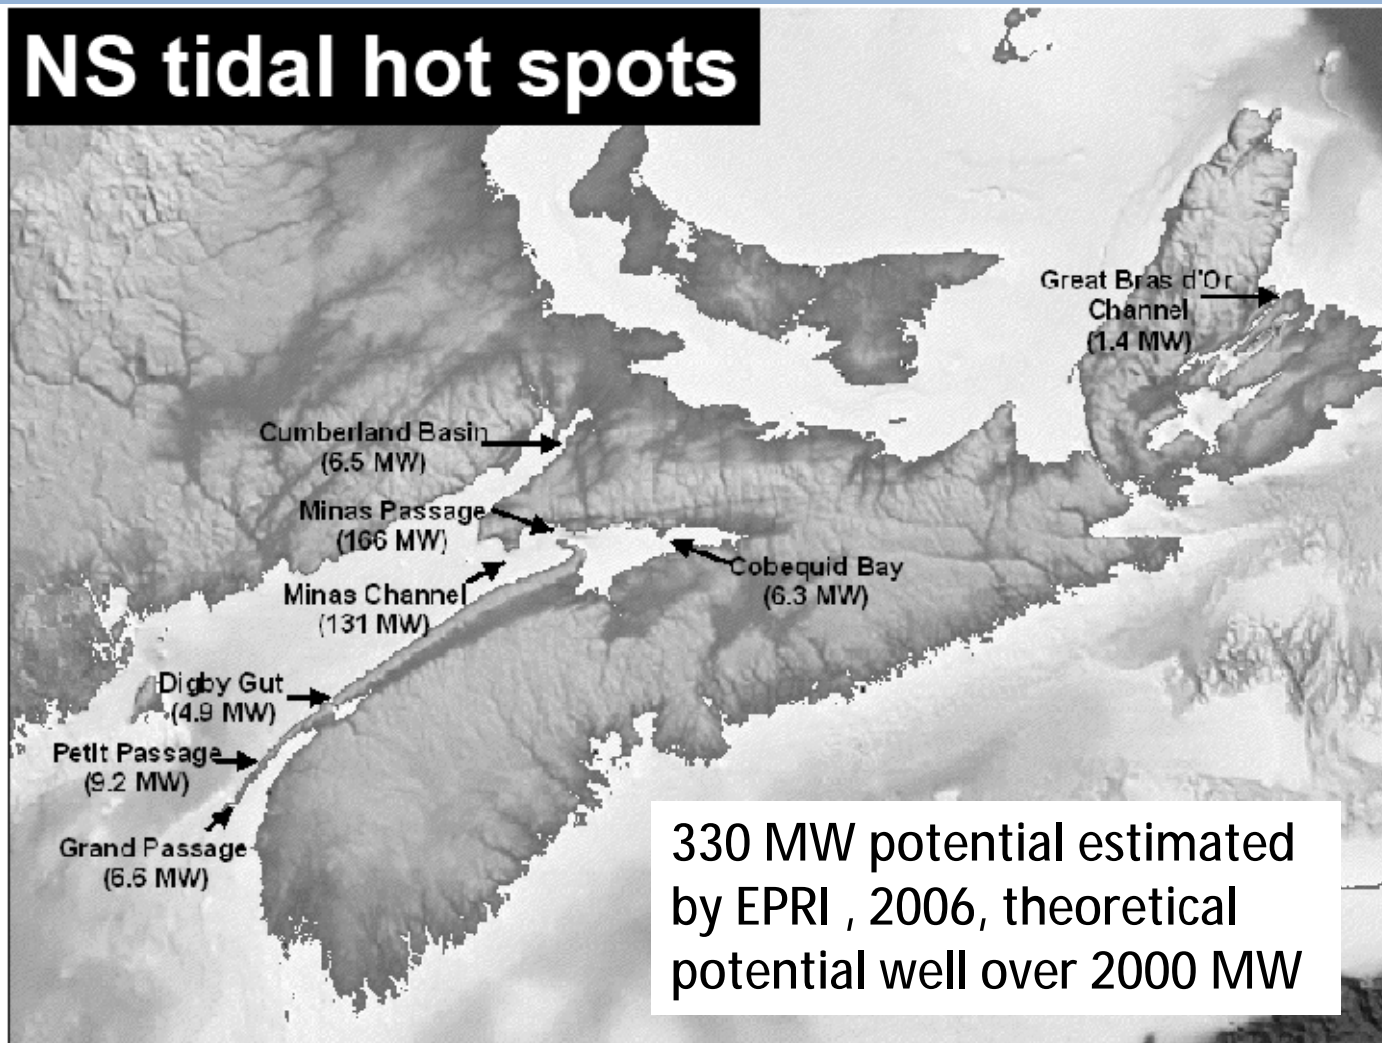 NS tidal hot spots
Great Bras d'Or
Channel
(1.4 MW)
Cumberland Basin
(6.5 MW)
Minas Passage
(166 MW)
Cobequid Bay
(6.3 MW)
Minas Channel
(131 MW)
Digby Gut
(4.9 MW)
Petit Passage
(9.2 MW)
Grand Passage
(6.6 MW)
330 MW potential estimated
by EPRI , 2006, theoretical
potential well over 2000 MW